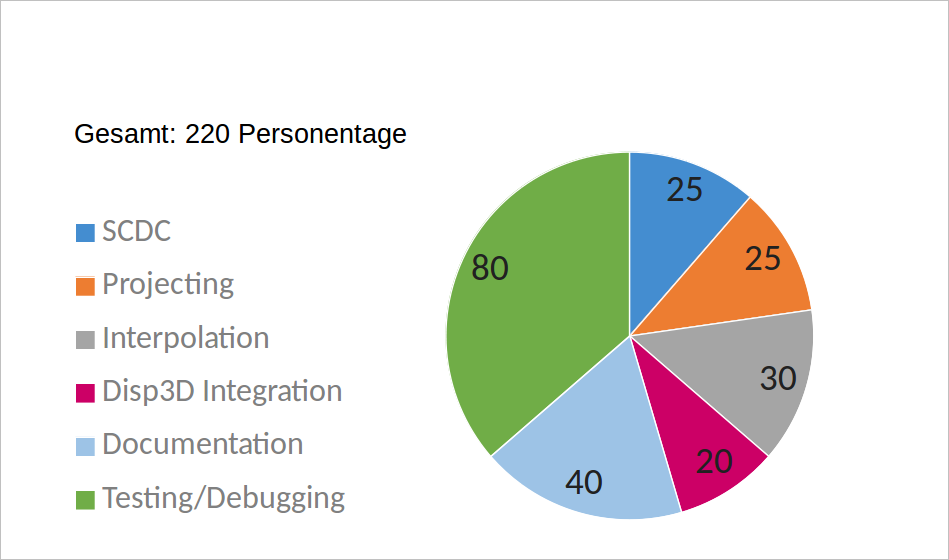 Gesamt: 220 Personentage
SCDC
Projecting
Interpolation
Disp3D Integration
Documentation
Testing/Debugging
25
25
30
20
40
80